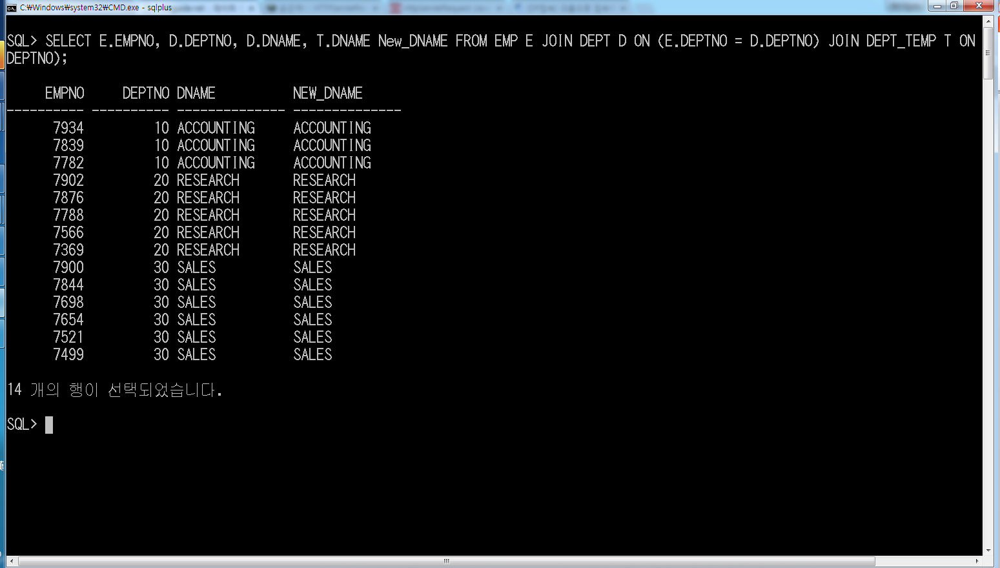 C:₩Windows₩system32₩CMD.exe - sqlplus
SQL> SELECT E.EMPNO, D.DEPTNO, D.DNAME, T.DNAME New_DNAME FROM EMP E JOIN DEPT D ON (E.DEPTNO = D.DEPTNO) JOIN DEPT_TEMP T ON
DEPTNO);
EMPNO DEPTNO DNAME NEW_DNAME
---------- ---------- -------------- --------------
7934 10 ACCOUNTING ACCOUNTING
7839 10 ACCOUNTING ACCOUNTING
7782 10 ACCOUNTING ACCOUNTING
7902 20 RESEARCH RESEARCH
7876 20 RESEARCH RESEARCH
7788 20 RESEARCH RESEARCH
7566 20 RESEARCH RESEARCH
7369 20 RESEARCH RESEARCH
7900 30 SALES SALES
7844 30 SALES SALES
7698 30 SALES SALES
7654 30 SALES SALES
7521 30 SALES SALES
7499 30 SALES SALES
14 개의 행이 선택되었습니다.
SQL>